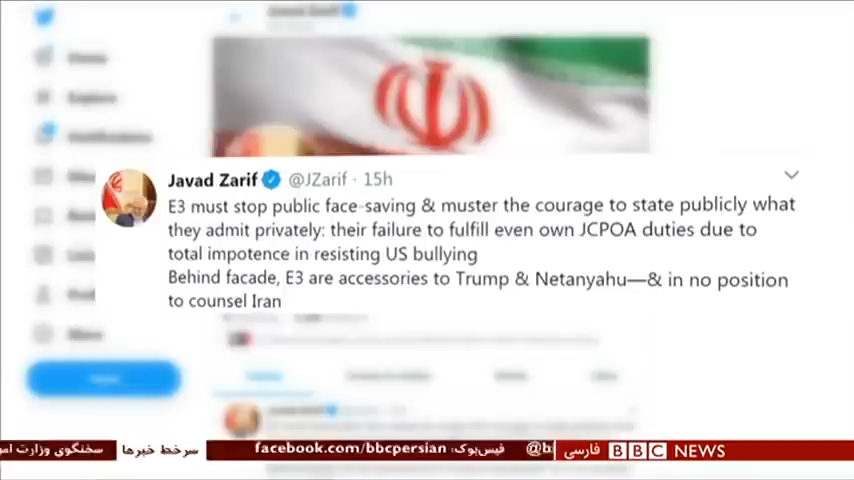 Javad Zarif @JZarif · 15h
E3 must stop public face-saving & muster the courage to state publicly what
they admit privately: their failure to fulfill even own JCPOA duties due to
total impotence in resisting US bullying
Behind facade, E3 are accessories to Trump & Netanyahu—& in no position
to counsel Iran
سخنگوی وزارت امو سرخط خبرها فیس‌بوک: facebook.com/bbcpersian @b فارسی BBC NEWS